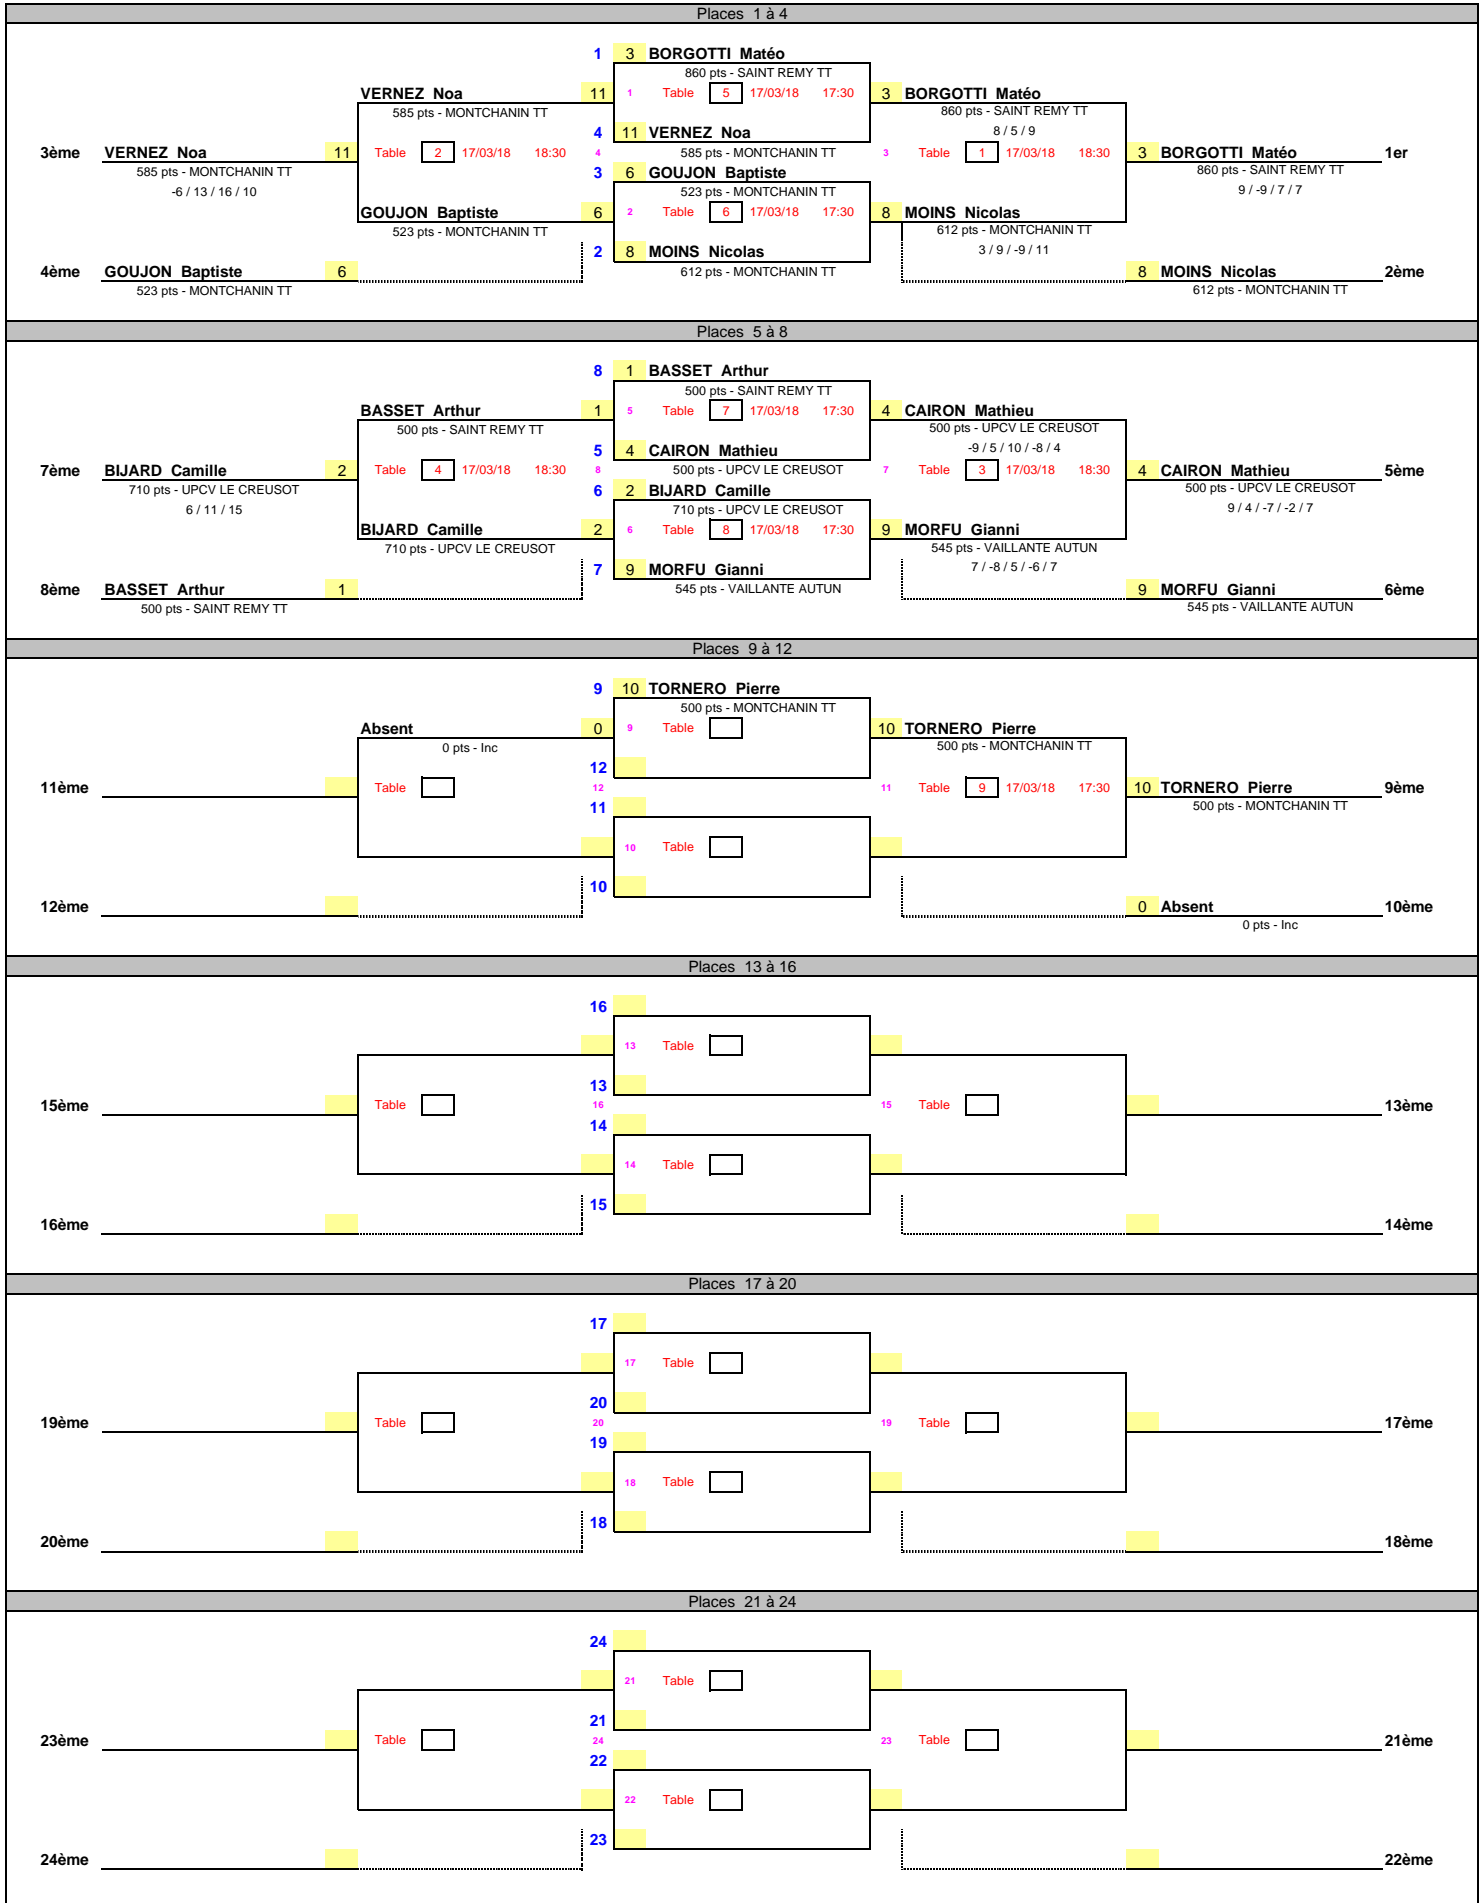 Places 1 à 4
1 3 BORGOTTI Matéo
860 pts - SAINT REMY TT
VERNEZ Noa 11 1 Table 5 17/03/18 17:30 3 BORGOTTI Matéo
585 pts - MONTCHANIN TT 860 pts - SAINT REMY TT
4 11 VERNEZ Noa 8 / 5 / 9
3ème VERNEZ Noa 11 Table 2 17/03/18 18:30 4 585 pts - MONTCHANIN TT 3 Table 1 17/03/18 18:30 3 BORGOTTI Matéo 1er
585 pts - MONTCHANIN TT 3 6 GOUJON Baptiste 860 pts - SAINT REMY TT
-6 / 13 / 16 / 10 523 pts - MONTCHANIN TT 9 / -9 / 7 / 7
GOUJON Baptiste 6 2 Table 6 17/03/18 17:30 8 MOINS Nicolas
523 pts - MONTCHANIN TT 612 pts - MONTCHANIN TT
2 8 MOINS Nicolas 3 / 9 / -9 / 11
4ème GOUJON Baptiste 6 612 pts - MONTCHANIN TT 8 MOINS Nicolas 2ème
523 pts - MONTCHANIN TT 612 pts - MONTCHANIN TT
Places 5 à 8
8 1 BASSET Arthur
500 pts - SAINT REMY TT
BASSET Arthur 1 5 Table 7 17/03/18 17:30 4 CAIRON Mathieu
500 pts - SAINT REMY TT 500 pts - UPCV LE CREUSOT
5 4 CAIRON Mathieu -9 / 5 / 10 / -8 / 4
7ème BIJARD Camille 2 Table 4 17/03/18 18:30 8 500 pts - UPCV LE CREUSOT 7 Table 3 17/03/18 18:30 4 CAIRON Mathieu 5ème
710 pts - UPCV LE CREUSOT 6 2 BIJARD Camille 500 pts - UPCV LE CREUSOT
6 / 11 / 15 710 pts - UPCV LE CREUSOT 9 / 4 / -7 / -2 / 7
BIJARD Camille 2 6 Table 8 17/03/18 17:30 9 MORFU Gianni
710 pts - UPCV LE CREUSOT 545 pts - VAILLANTE AUTUN
7 9 MORFU Gianni 7 / -8 / 5 / -6 / 7
8ème BASSET Arthur 1 545 pts - VAILLANTE AUTUN 9 MORFU Gianni 6ème
500 pts - SAINT REMY TT 545 pts - VAILLANTE AUTUN
Places 9 à 12
9 10 TORNERO Pierre
500 pts - MONTCHANIN TT
Absent 0 9 Table 10 TORNERO Pierre
0 pts - Inc 500 pts - MONTCHANIN TT
12
11ème Table 12 11 Table 9 17/03/18 17:30 10 TORNERO Pierre 9ème
11 500 pts - MONTCHANIN TT
10 Table
10
12ème 0 Absent 10ème
0 pts - Inc
Places 13 à 16
16
13 Table
13
15ème Table 16 15 Table 13ème
14
14 Table
15
16ème 14ème
Places 17 à 20
17
17 Table
20
19ème Table 20 19 Table 17ème
19
18 Table
18
20ème 18ème
Places 21 à 24
24
21 Table
21
23ème Table 24 23 Table 21ème
22
22 Table
23
24ème 22ème